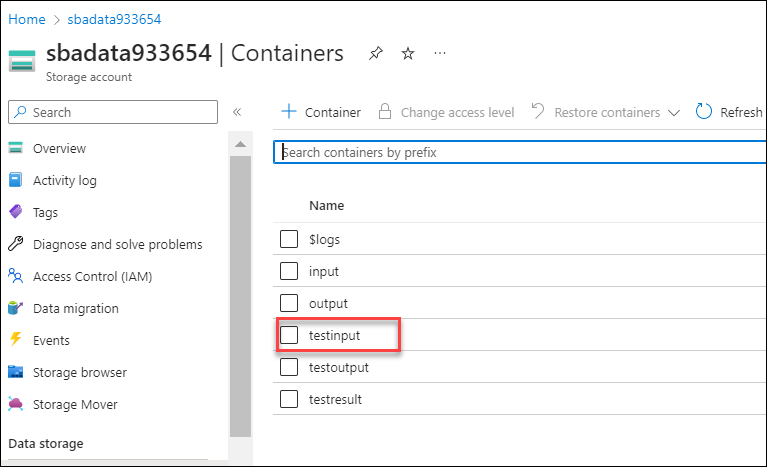 Home > sbadata933654
sbadata933654 | Containers ...
Storage account
Search
«
Overview
Activity log
Tags
Diagnose and solve problems
Access Control (IAM)
Data migration
Events
Storage browser
Storage Mover
Data storage
+ Container Change access level Restore containers Refresh
Search containers by prefix
Name
$logs
input
output
testinput
testoutput
testresult